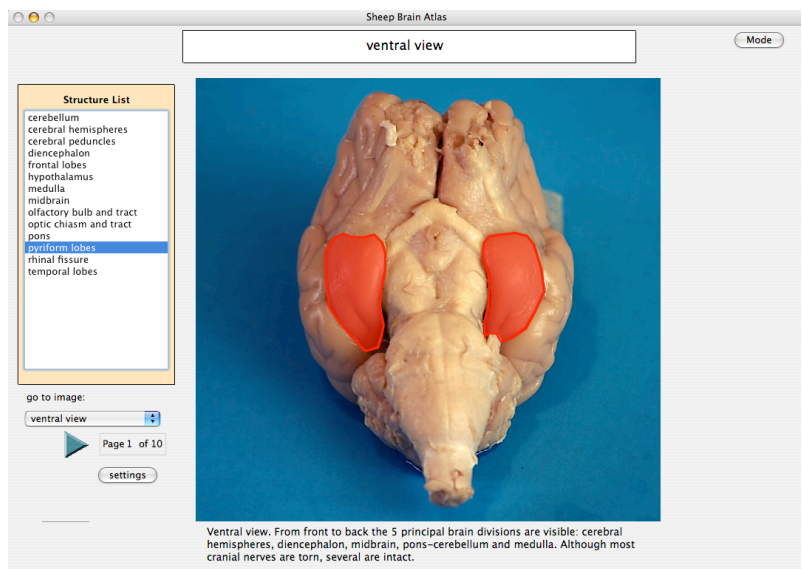 Sheep Brain Atlas
ventral view
Mode
Structure List
cerebellum
cerebral hemispheres
cerebral peduncles
diencephalon
frontal lobes
hypothalamus
medulla
midbrain
olfactory bulb and tract
optic chiasm and tract
pons
pyriform lobes
rhinal fissure
temporal lobes
go to image:
ventral view
Page 1 of 10
settings
Ventral view. From front to back the 5 principal brain divisions are visible: cerebral
hemispheres, diencephalon, midbrain, pons-cerebellum and medulla. Although most
cranial nerves are torn, several are intact.